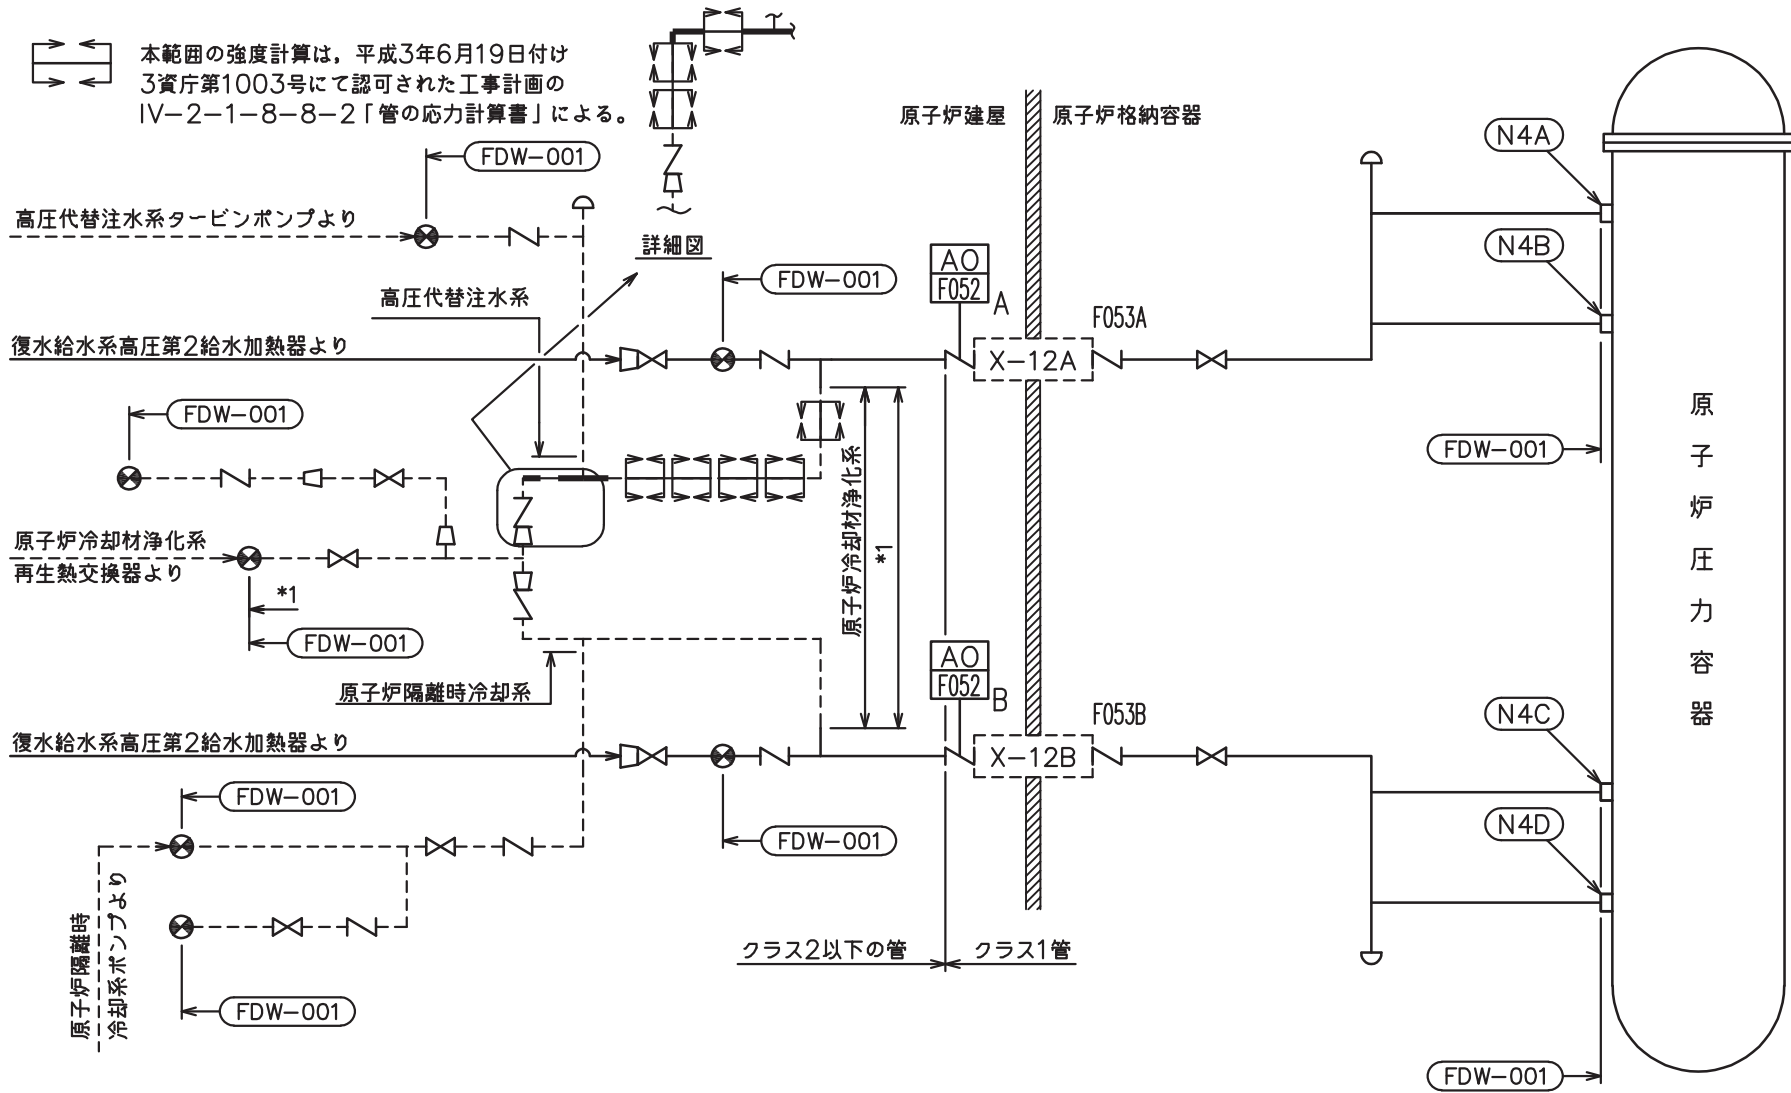 本範囲の強度計算は，平成3年6月19日付け
3資庁第1003号にて認可された工事計画の
IV-2-1-8-8-2「管の応力計算書」による。
原子炉建屋
原子炉格納容器
N4A
FDW-001
高圧代替注水系タービンポンプより
詳細図
N4B
AO
F052
A
FDW-001
高圧代替注水系
F053A
復水給水系高圧第2給水加熱器より
X-12A
FDW-001
原子炉圧力容器
FDW-001
原子炉冷却材浄化系
*1
原子炉冷却材浄化系
再生熱交換器より
*1
FDW-001
AO
F052
B
原子炉隔離時冷却系
F053B
N4C
復水給水系高圧第2給水加熱器より
X-12B
FDW-001
FDW-001
N4D
原子炉隔離時
冷却系ポンプより
クラス2以下の管
クラス1管
FDW-001
FDW-001